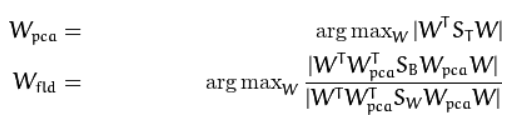 W_pca = arg max_W |W^T S_T W|
W_fld = arg max_W |W^T W_pca^T S_B W_pca W| / |W^T W_pca^T S_W W_pca W|